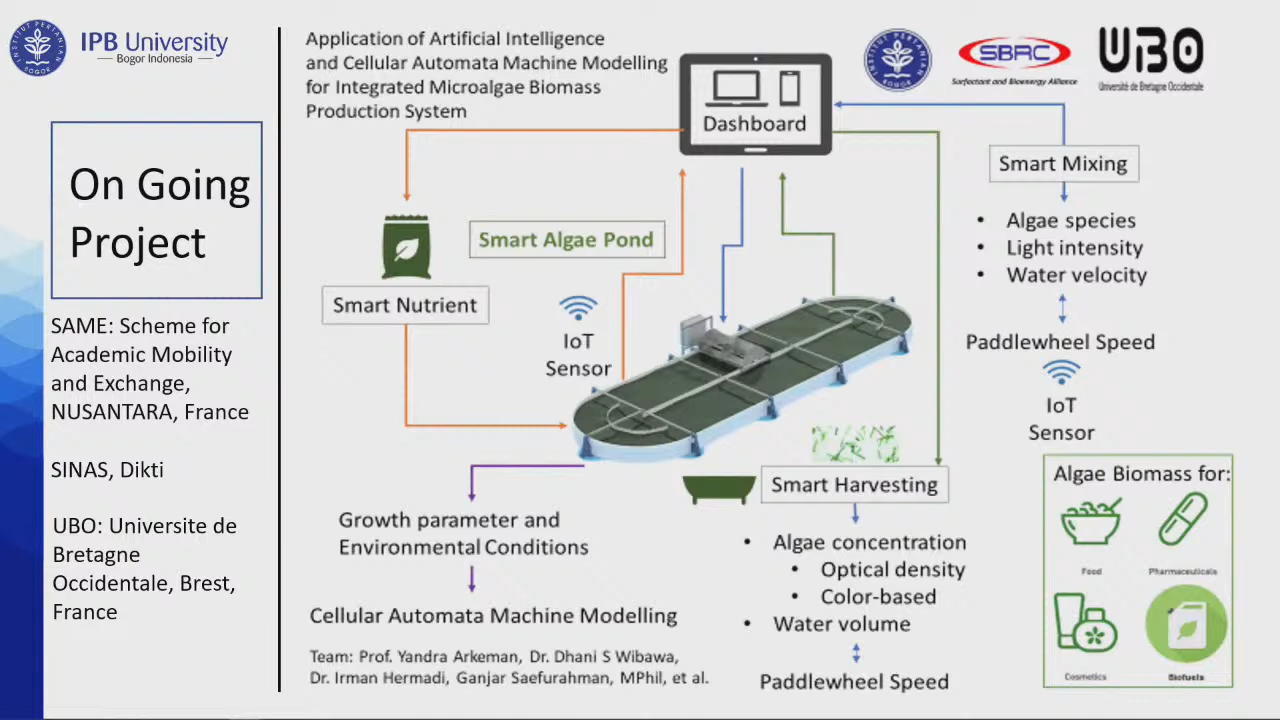 IPB University
Bogor Indonesia
On Going
Project
SAME: Scheme for
Academic Mobility
and Exchange,
NUSANTARA, France
SINAS, Dikti
UBO: Universite de
Bretagne
Occidentale, Brest,
France
Application of Artificial Intelligence
and Cellular Automata Machine Modelling
for Integrated Microalgae Biomass
Production System
Dashboard
INSTITUT PERTANIAN
BOGOR
SBRC
Surfactant and Bioenergy Alliance
UBO
Université de Bretagne Occidentale
Smart Mixing
• Algae species
• Light intensity
• Water velocity
Paddlewheel Speed
IoT
Sensor
Smart Algae Pond
Smart Nutrient
IoT
Sensor
Smart Harvesting
• Algae concentration
• Optical density
• Color-based
• Water volume
Paddlewheel Speed
Growth parameter and
Environmental Conditions
Cellular Automata Machine Modelling
Team: Prof. Yandra Arkeman, Dr. Dhani S Wibawa,
Dr. Irman Hermadi, Ganjar Saefurahman, MPhil, et al.
Algae Biomass for:
Food
Pharmaceuticals
Cosmetics
Biofuels